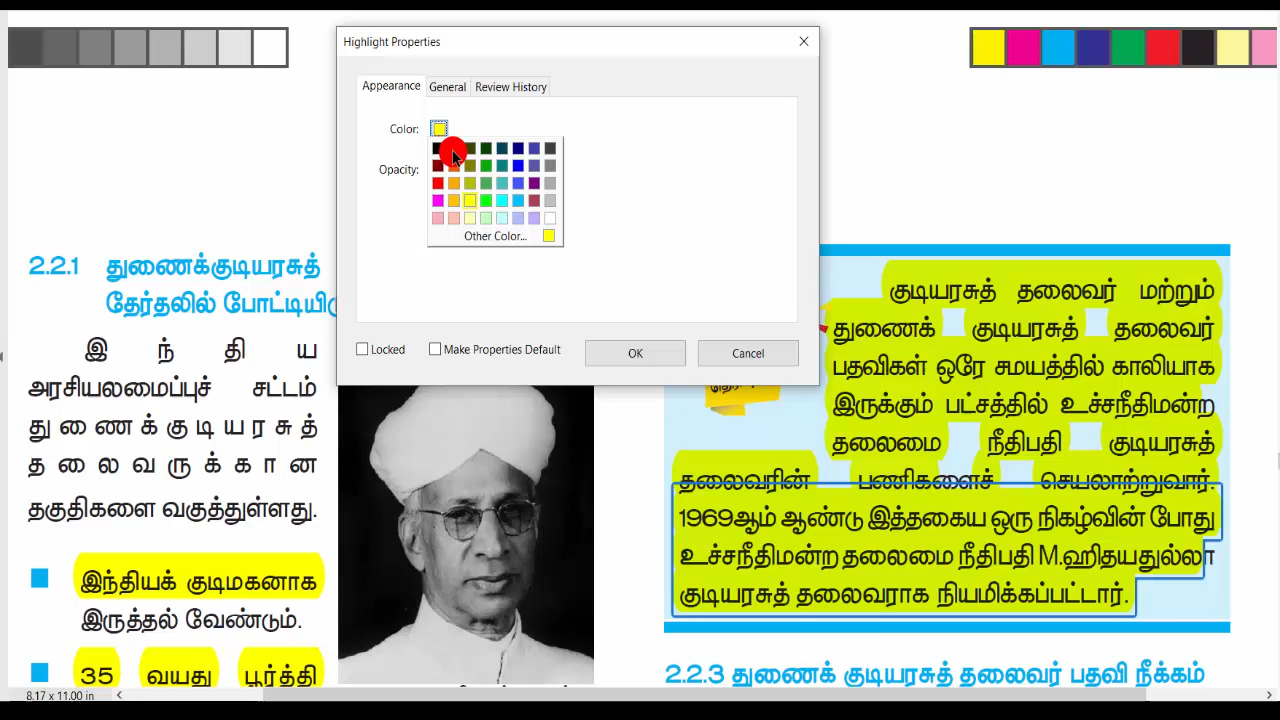 Highlight Properties
Appearance
General
Review History
Color:
Opacity:
Other Color...
Locked
Make Properties Default
OK
Cancel
2.2.1 துணைக்குடியரசுத்
தேர்தலில்
இ ந் தி ய
அரசியலமைப்புச் சட்டம்
து ணை க் கு டி ய ர சு த்
த லை வ ரு க் கா ன
தகுதிகளை வகுத்துள்ளது.
இந்தியக் குடிமகனாக
இருத்தல் வேண்டும்.
35 வயது பூர்த்தி
குடியரசுத் தலைவர் மற்றும்
துணைக் குடியரசுத் தலைவர்
பதவிகள் ஒரே சமயத்தில் காலியாக
இருக்கும் பட்சத்தில் உச்சநீதிமன்ற
தலைமை நீதிபதி குடியரசுத்
தலைவரின் பணிகளைச் செயலாற்றுவார்.
1969ஆம் ஆண்டு இத்தகைய ஒரு நிகழ்வின் போது
உச்சநீதிமன்ற தலைமை நீதிபதி M.ஹிதயதுல்லா
குடியரசுத் தலைவராக நியமிக்கப்பட்டார்.
2.2.3 துணைக் குடியரசுத் தலைவர் பதவி நீக்கம்
8.17 x 11.00 in